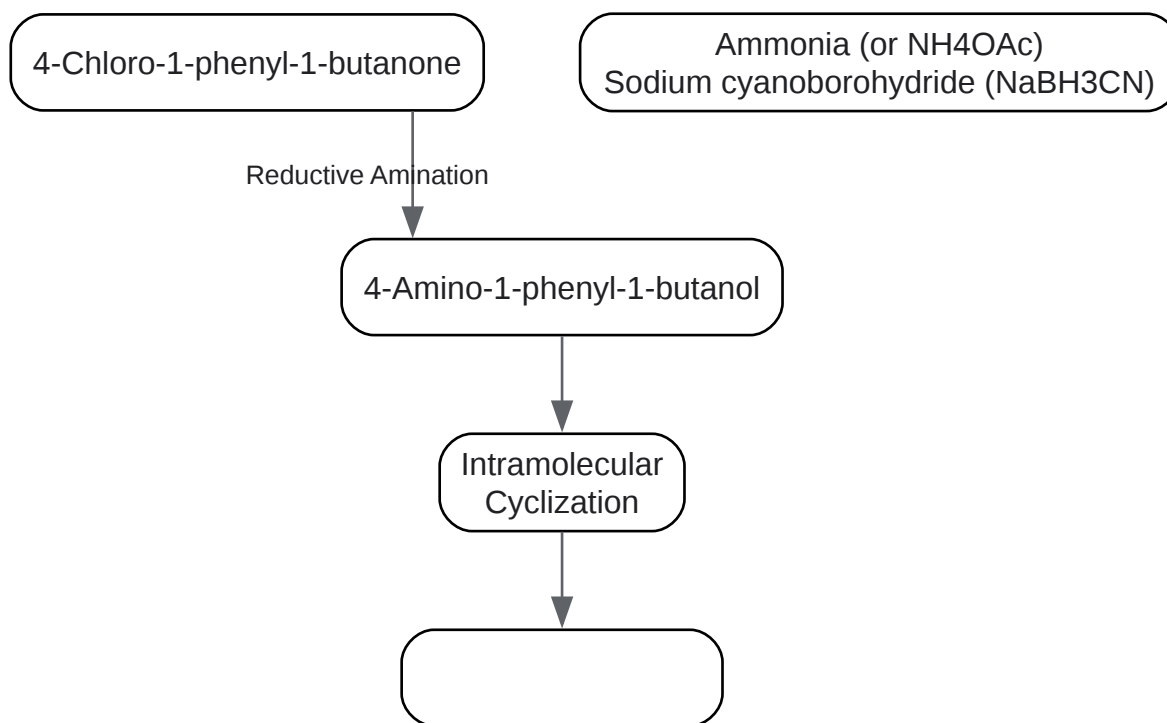 4-Chloro-1-phenyl-1-butanone
Ammonia (or NH4OAc)
Sodium cyanoborohydride (NaBH3CN)
Reductive Amination
4-Amino-1-phenyl-1-butanol
Intramolecular
Cyclization